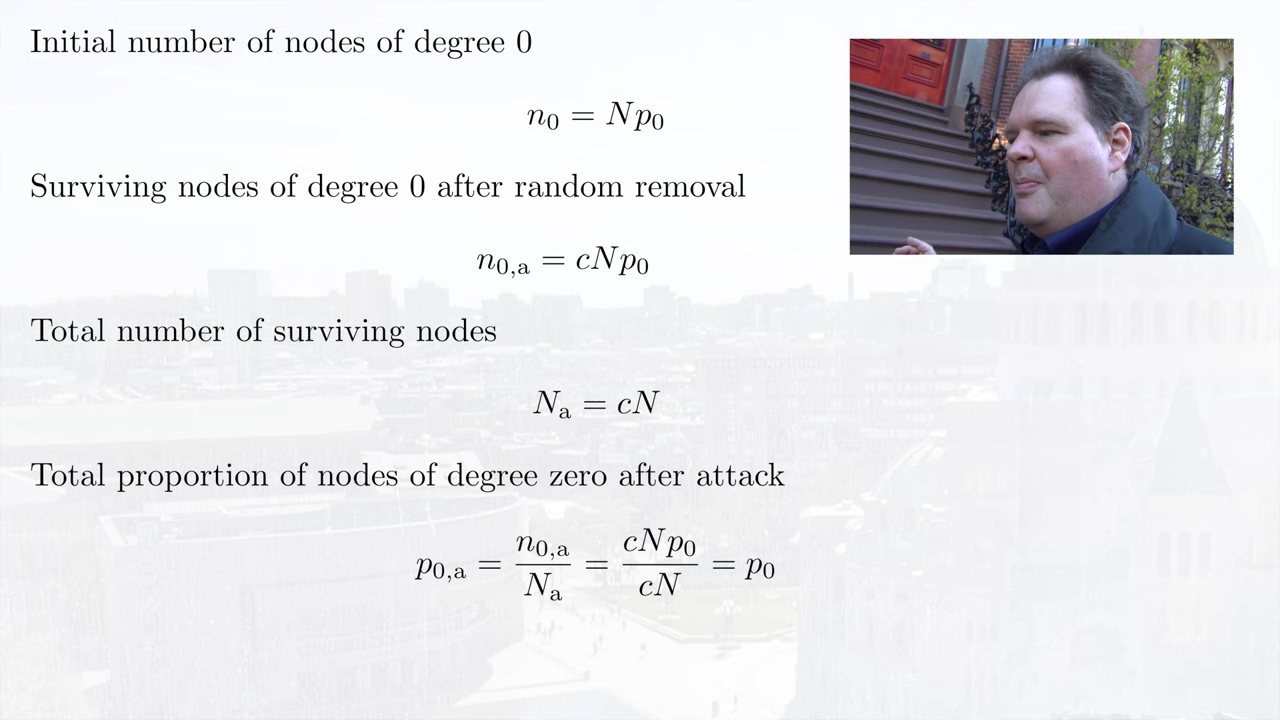 Initial number of nodes of degree 0
n₀ = Np₀
Surviving nodes of degree 0 after random removal
n₀,ₐ = cNp₀
Total number of surviving nodes
Nₐ = cN
Total proportion of nodes of degree zero after attack
p₀,ₐ = n₀,ₐ / Nₐ = cNp₀ / cN = p₀